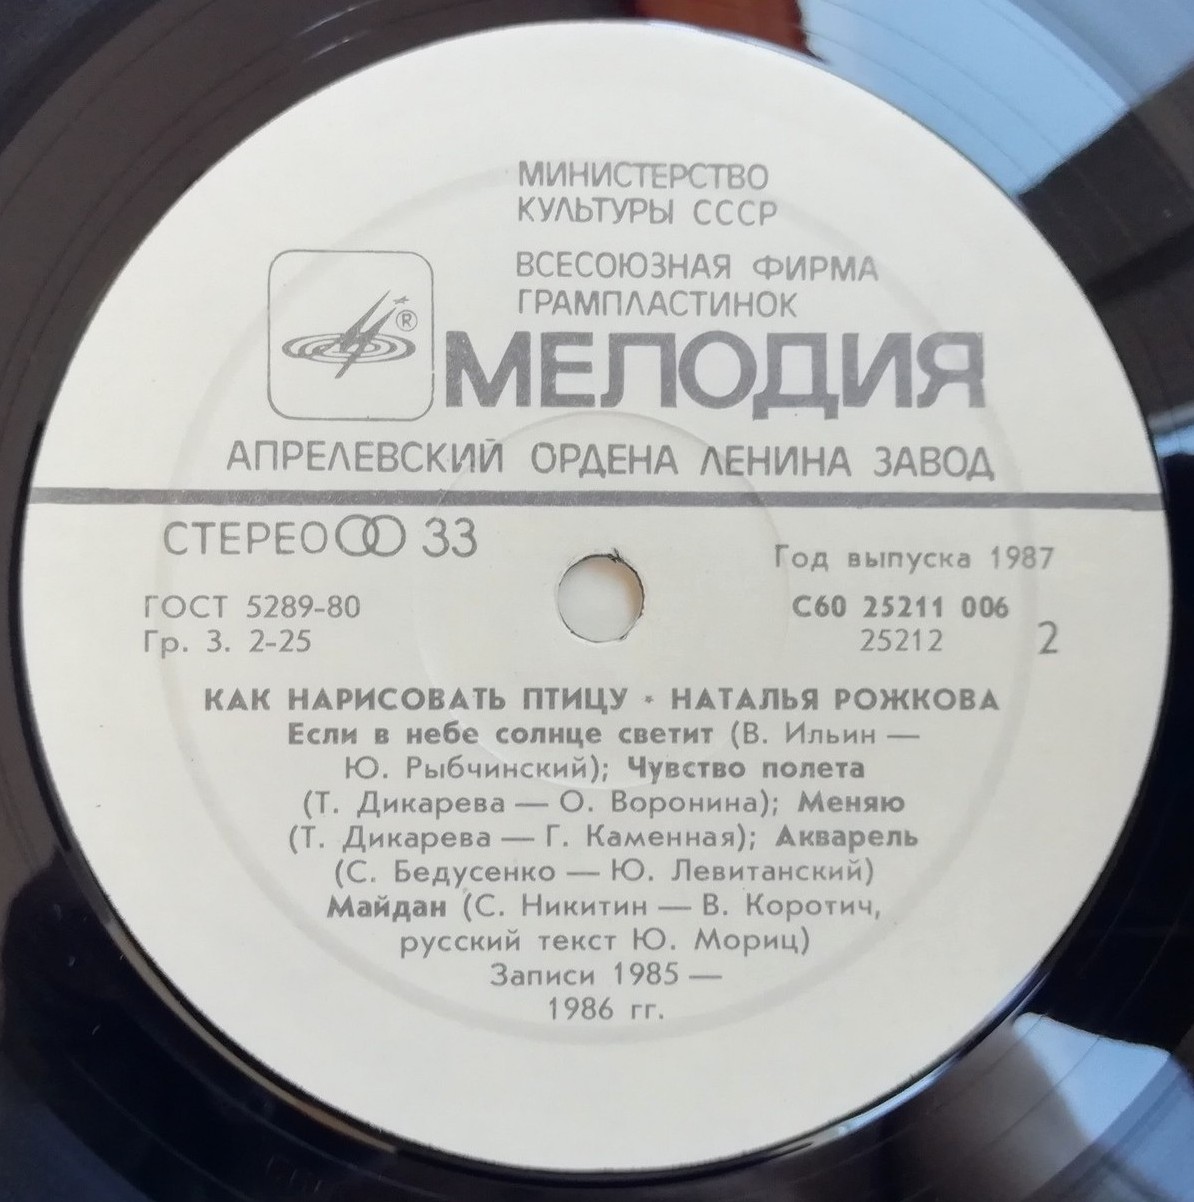 МИНИСТЕРСТВО
КУЛЬТУРЫ СССР
ВСЕСОЮЗНАЯ ФИРМА
ГРАМПЛАСТИНОК
®
МЕЛОДИЯ
АПРЕЛЕВСКИЙ ОРДЕНА ЛЕНИНА ЗАВОД
СТЕРЕО 33
Год выпуска 1987
ГОСТ 5289-80
С60 25211 006
Гр. 3. 2-25
25212
2
КАК НАРИСОВАТЬ ПТИЦУ * НАТАЛЬЯ РОЖКОВА
Если в небе солнце светит (В. Ильин —
Ю. Рыбчинский); Чувство полета
(Т. Дикарева — О. Воронина); Меняю
(Т. Дикарева — Г. Каменная); Акварель
(С. Бедусенко — Ю. Левитанский)
Майдан (С. Никитин — В. Коротич,
русский текст Ю. Мориц)
Записи 1985 —
1986 гг.